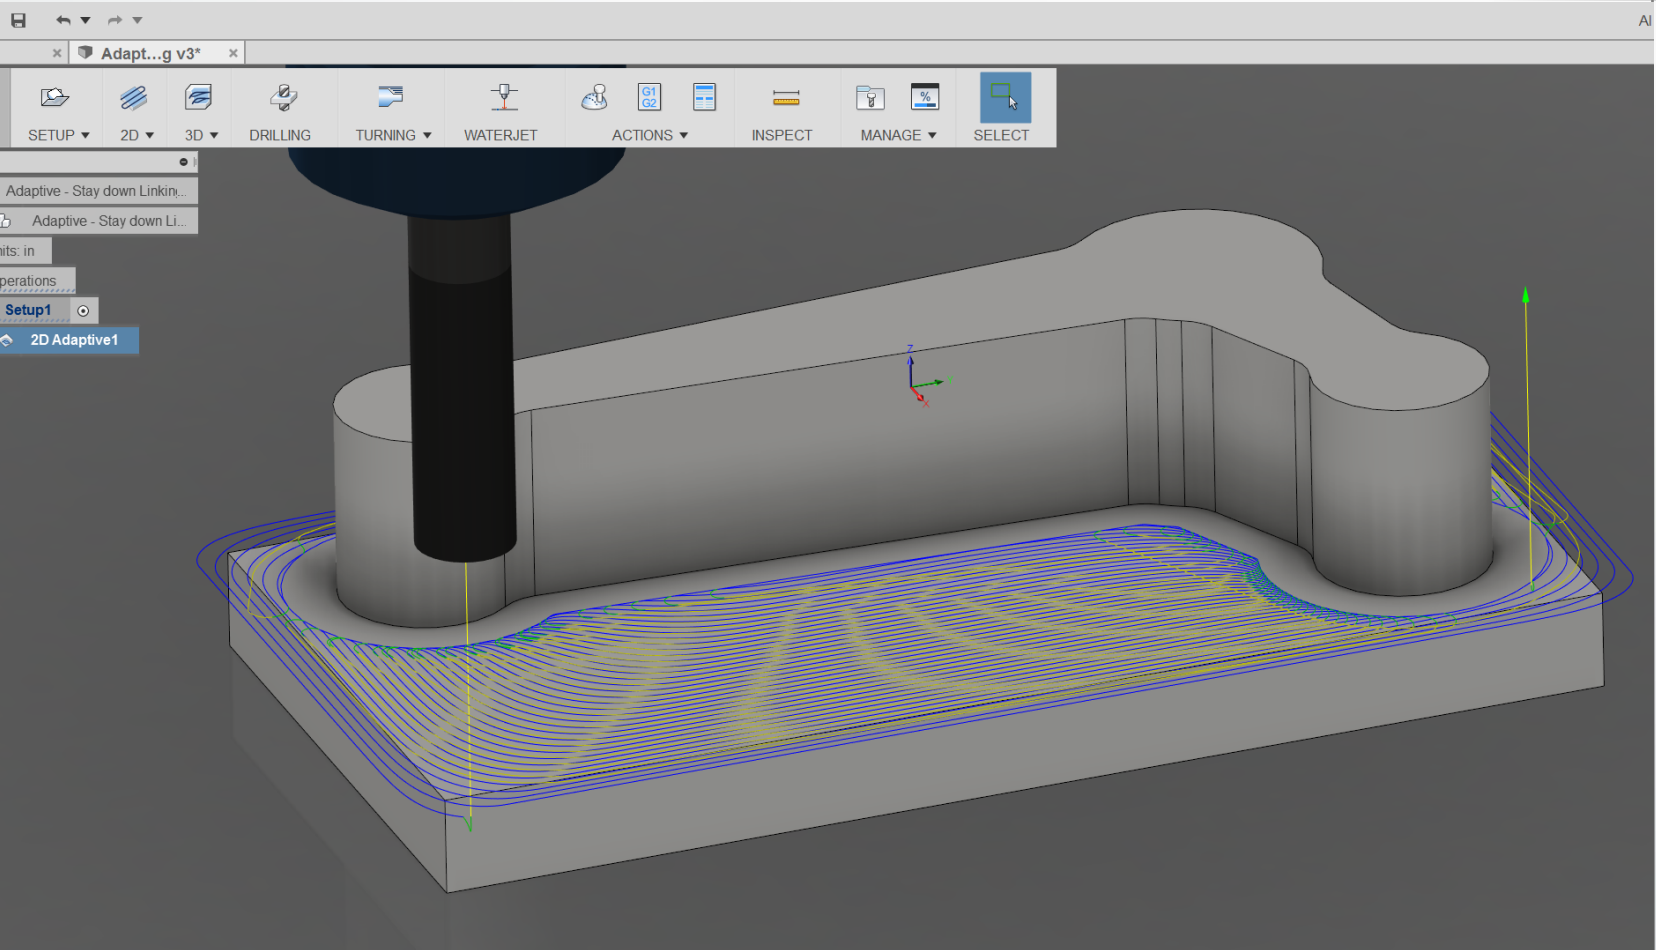 Al
Adapt...g v3*
G1
G2
%
SETUP
2D
3D
DRILLING
TURNING
WATERJET
ACTIONS
INSPECT
MANAGE
SELECT
Adaptive - Stay down Linkin...
Adaptive - Stay down Li...
its: in
perations
Setup1
2D Adaptive1
Z
X